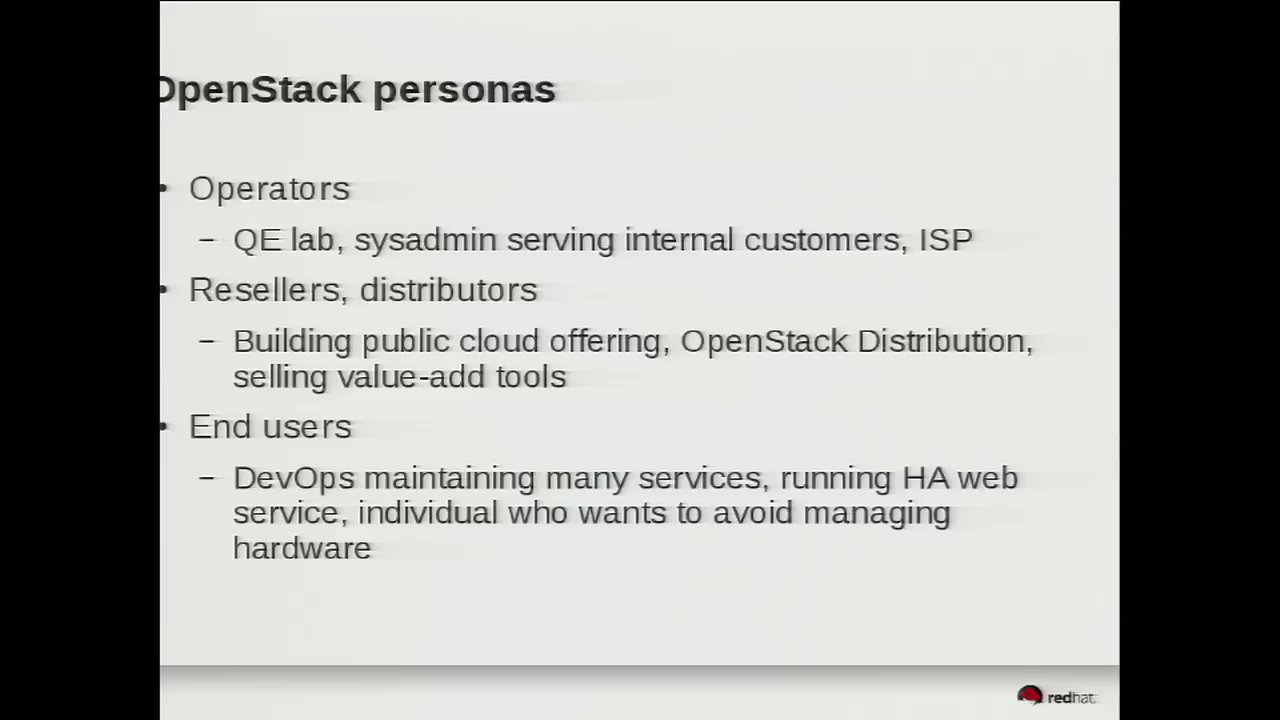 OpenStack personas
• Operators
– QE lab, sysadmin serving internal customers, ISP
• Resellers, distributors
– Building public cloud offering, OpenStack Distribution,
selling value-add tools
• End users
– DevOps maintaining many services, running HA web
service, individual who wants to avoid managing
hardware
redhat